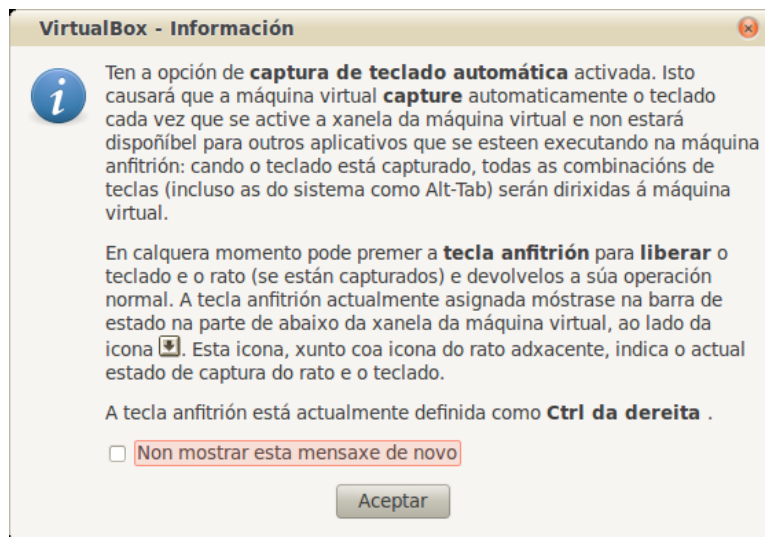 VirtualBox - Información
Ten a opción de captura de teclado automática activada. Isto
causará que a máquina virtual capture automaticamente o teclado
cada vez que se active a xanela da máquina virtual e non estará
dispoñíbel para outros aplicativos que se esteen executando na máquina
anfitrión: cando o teclado está capturado, todas as combinacións de
teclas (incluso as do sistema como Alt-Tab) serán dirixidas á máquina
virtual.
En calquera momento pode premer a tecla anfitrión para liberar o
teclado e o rato (se están capturados) e devolvelos a súa operación
normal. A tecla anfitrión actualmente asignada móstrase na barra de
estado na parte de abaixo da xanela da máquina virtual, ao lado da
icona . Esta icona, xunto coa icona do rato adxacente, indica o actual
estado de captura do rato e o teclado.
A tecla anfitrión está actualmente definida como Ctrl da dereita .
Non mostrar esta mensaxe de novo
Aceptar